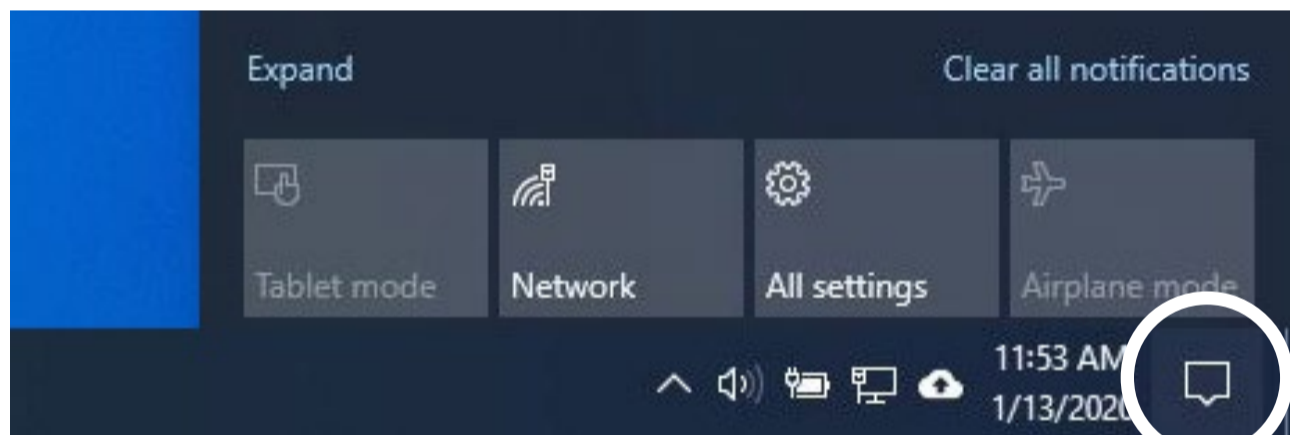 Expand
Clear all notifications
Tablet mode
Network
All settings
Airplane mode
11:53 AM
1/13/2020